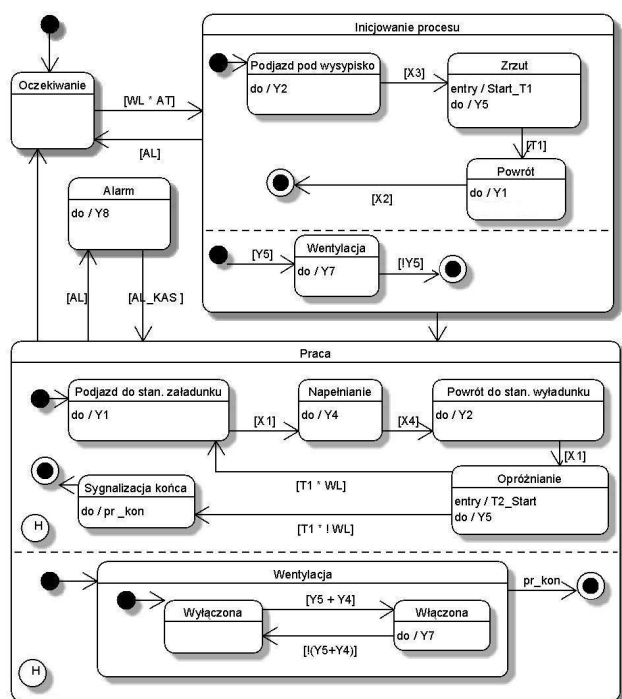 Inicjowanie procesu
Oczekiwanie
Podjazd pod wysypisko
do / Y2
[X3]
Zrzut
entry / Start_T1
do / Y5
[WL * AT]
[AL]
[T1]
Alarm
do / Y8
Powrót
do / Y1
[X2]
[Y5]
Wentylacja
do / Y7
[!Y5]
[AL]
[AL_KAS ]
Praca
Podjazd do stan. załadunku
do / Y1
[X1]
Napełnianie
do / Y4
[X4]
Powrót do stan. wyładunku
do / Y2
[X1]
Sygnalizacja końca
do / pr_kon
[T1 * WL]
Opróżnianie
entry / T2_Start
do / Y5
[T1 * ! WL]
H
Wentylacja
pr_kon
Wyłączona
[Y5 + Y4]
Włączona
do / Y7
[!(Y5+Y4)]
H